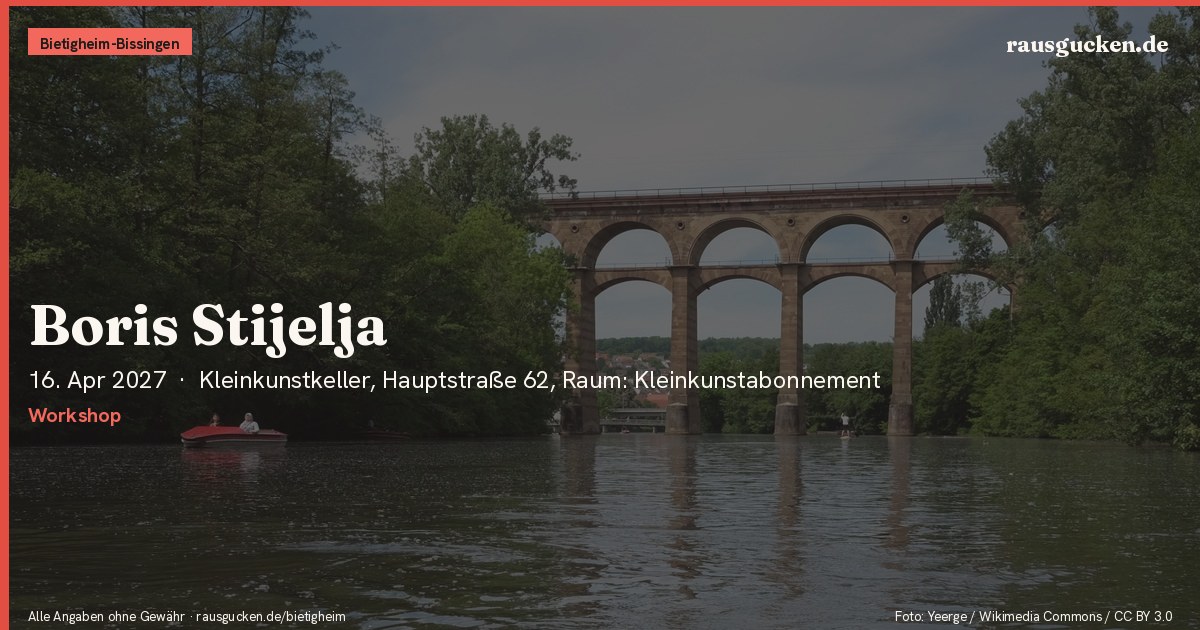 Bietigheim-Bissingen
rausgucken.de
Boris Stijelja
16. Apr 2027 · Kleinkunstkeller, Hauptstraße 62, Raum: Kleinkunstabonnement
Workshop
Alle Angaben ohne Gewähr · rausgucken.de/bietigheim
Foto: Yeerge / Wikimedia Commons / CC BY 3.0